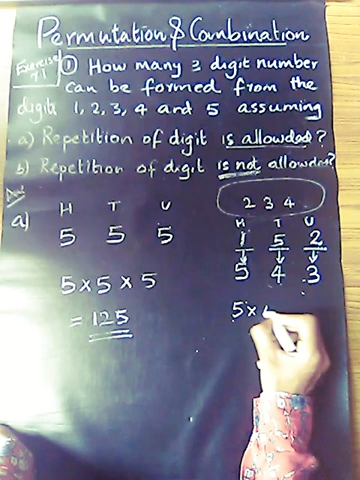 Permutation & Combination
Exercise 7.1
① How many 3 digit number
can be formed from the
digits 1, 2, 3, 4 and 5 assuming
a) Repetition of digit is allowded?
b) Repetition of digit is not allowded?
a)
H T U
5 5 5
5 × 5 × 5
= 125
2 3 4
H T U
1 5 2
5 4 3
5 ×